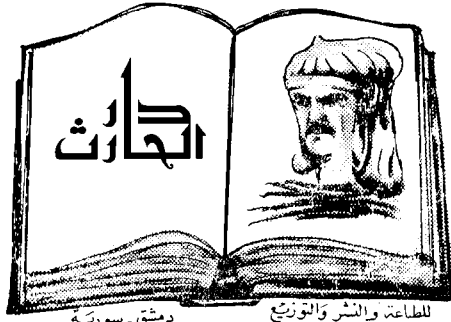 دار
الحارث
للطباعة والنشر والتوزيع
دمشق - سورية